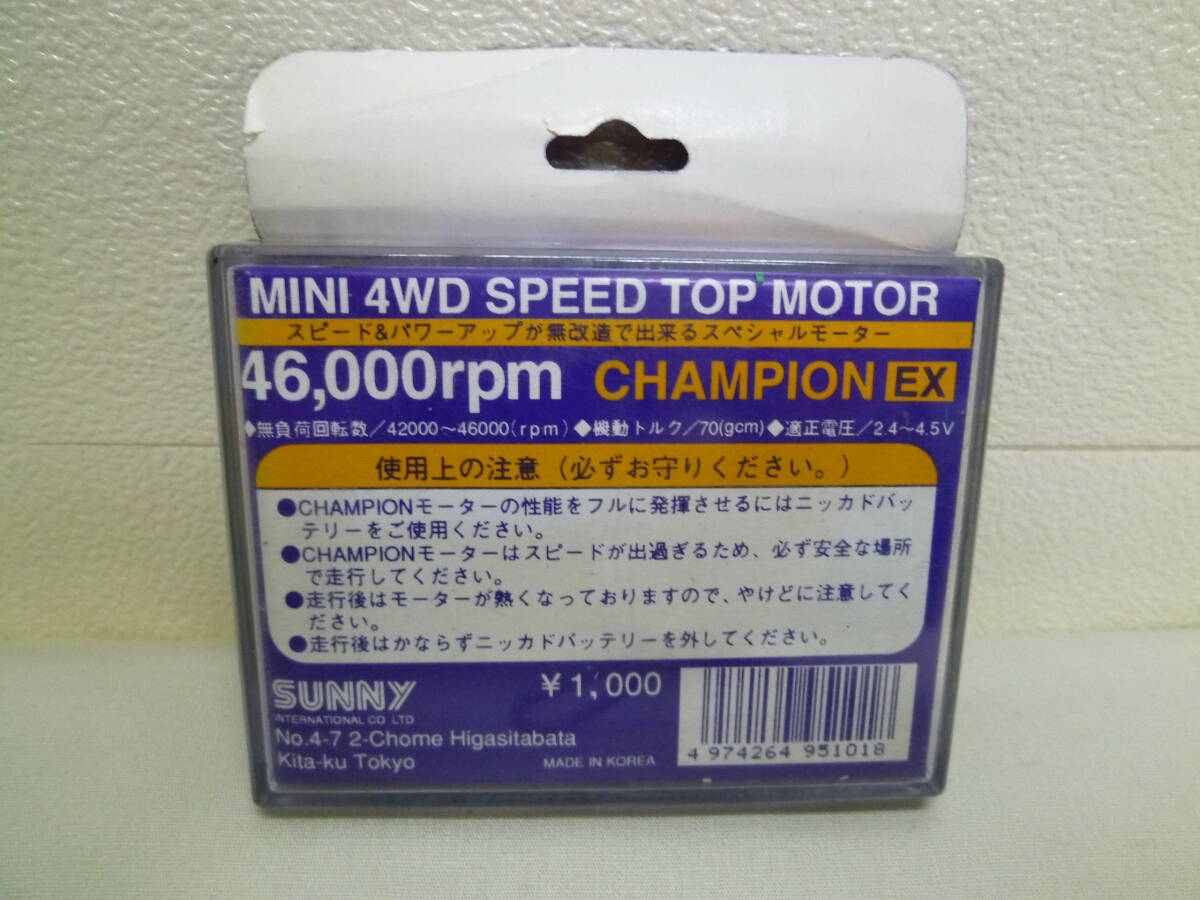 MINI 4WD SPEED TOP MOTOR
スピード&パワーアップが無改造で出来るスペシャルモーター
46,000rpm CHAMPION EX
◆無負荷回転数/42000～46000(rpm)◆機動トルク/70(gcm)◆適正電圧/2.4～4.5V
使用上の注意(必ずお守りください。)
●CHAMPIONモーターの性能をフルに発揮させるにはニッカドバッ
テリーをご使用ください。
●CHAMPIONモーターはスピードが出過ぎるため、必ず安全な場所
で走行してください。
●走行後はモーターが熱くなっておりますので、やけどに注意してく
ださい。
●走行後はかならずニッカドバッテリーを外してください。
SUNNY
INTERNATIONAL CO LTD
¥1,000
No.4-7 2-Chome Higasitabata
Kita-ku Tokyo
MADE IN KOREA
4 974264 951018